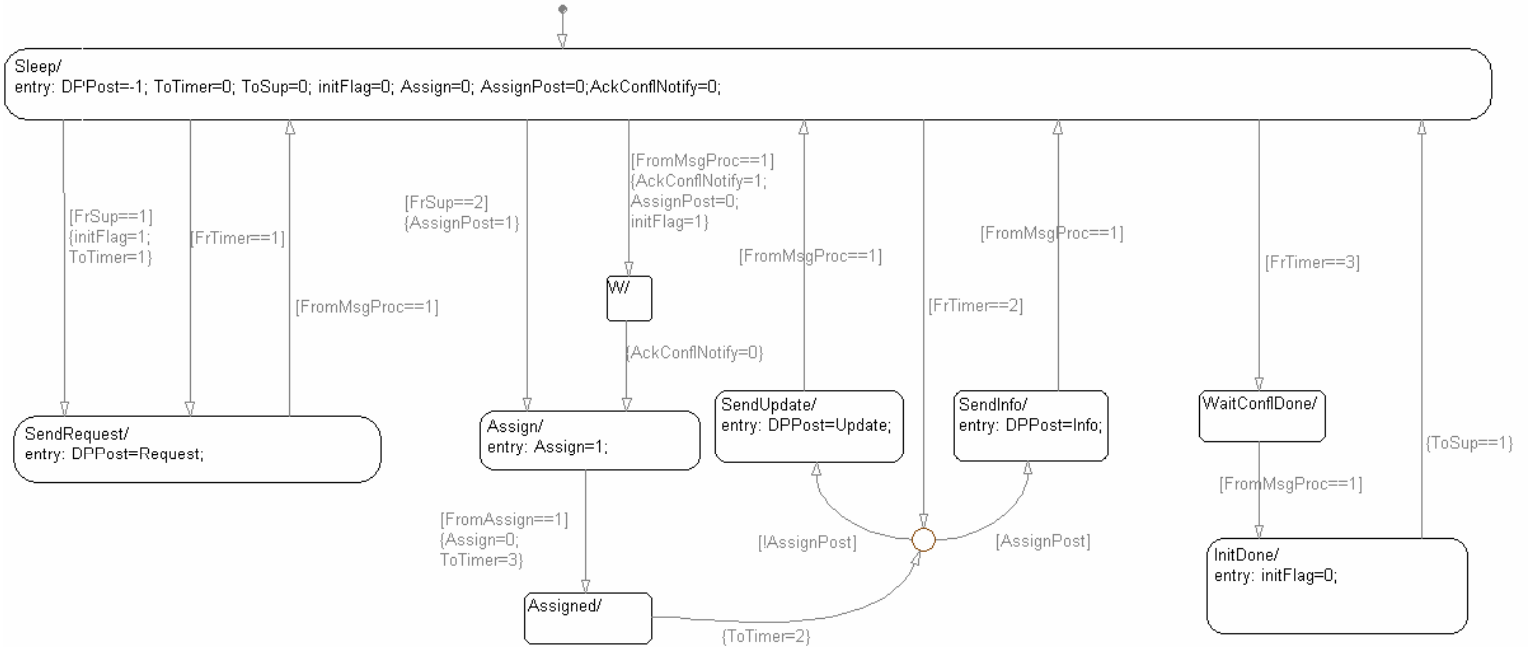 Sleep/
entry: DF'Post=-1; ToTimer=0; ToSup=0; initFlag=0; Assign=0; AssignPost=0;AckConflNotify=0;
[FrSup==1]
{initFlag=1;
ToTimer=1}
[FrTimer==1]
[FromMsgProc==1]
[FrSup==2]
{AssignPost=1}
[FromMsgProc==1]
{AckConflNotify=1;
AssignPost=0;
initFlag=1}
W/
{AckConflNotify=0}
[FromMsgProc==1]
[FrTimer==2]
[FromMsgProc==1]
[FrTimer==3]
SendRequest/
entry: DPPost=Request;
Assign/
entry: Assign=1;
SendUpdate/
entry: DPPost=Update;
SendInfo/
entry: DPPost=Info;
WaitConflDone/
{ToSup==1}
[FromMsgProc==1]
[FromAssign==1]
{Assign=0;
ToTimer=3}
[!AssignPost]
[AssignPost]
InitDone/
entry: initFlag=0;
Assigned/
{ToTimer=2}